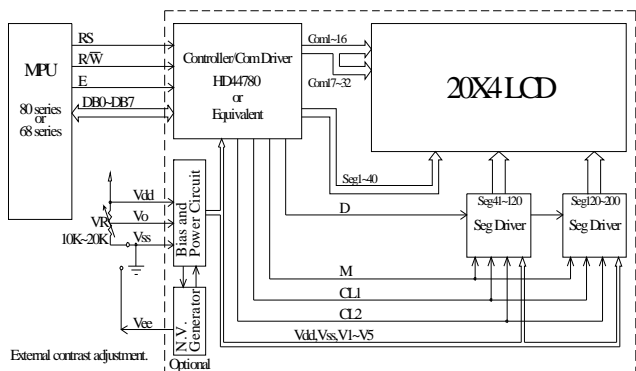 MPU
80 series
or
68 series
RS
R/W̅
E
DB0~DB7
Controller/Com Driver
HD44780
or
Equivalent
Com1~16
Com17~32
20X4 LCD
Seg1~40
Seg41~120
Seg Driver
Seg120~200
Seg Driver
D
M
CL1
CL2
Vdd,Vss,V1~V5
Vdd
Vo
VR
10K~20K
Vss
Bias and
Power Circuit
Vee
N.V.
Generator
Optional
External contrast adjustment.